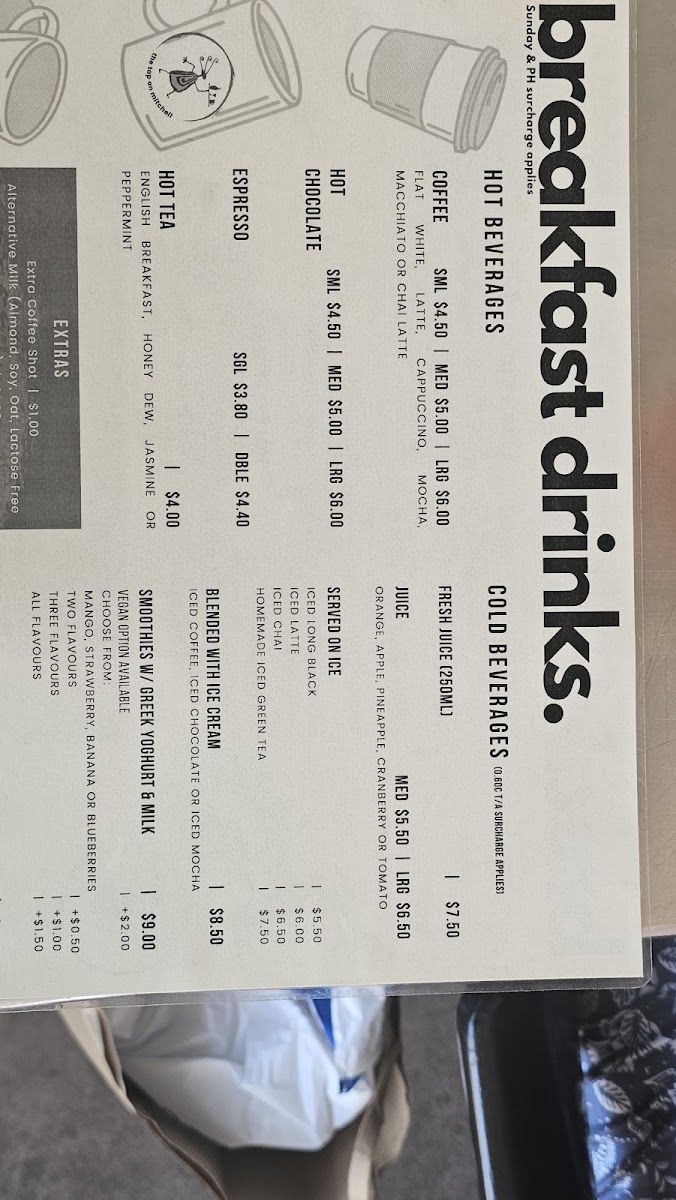 breakfast drinks.
Sunday & PH surcharge applies
HOT BEVERAGES
COFFEE SML $4.50 | MED $5.00 | LRG $6.00
FLAT WHITE, LATTE, CAPPUCCINO, MOCHA,
MACCHIATO OR CHAI LATTE
HOT
CHOCOLATE SML $4.50 | MED $5.00 | LRG $6.00
ESPRESSO SGL $3.80 | DBLE $4.40
HOT TEA | $4.00
ENGLISH BREAKFAST, HONEY DEW, JASMINE OR
PEPPERMINT
EXTRAS
Extra Coffee Shot | $1.00
Alternative Milk (Almond, Soy, Oat, Lactose Free
the tap on mitchell
COLD BEVERAGES (0.60C T/A SURCHARGE APPLIES)
FRESH JUICE (250ML) | $7.50
JUICE MED $5.50 | LRG $6.50
ORANGE, APPLE, PINEAPPLE, CRANBERRY OR TOMATO
SERVED ON ICE
ICED LONG BLACK | $5.50
ICED LATTE | $6.00
ICED CHAI | $6.50
HOMEMADE ICED GREEN TEA | $7.50
BLENDED WITH ICE CREAM | $8.50
ICED COFFEE, ICED CHOCOLATE OR ICED MOCHA
SMOOTHIES W/ GREEK YOGHURT & MILK | $9.00
VEGAN OPTION AVAILABLE | +$2.00
CHOOSE FROM:
MANGO, STRAWBERRY, BANANA OR BLUEBERRIES
TWO FLAVOURS | +$0.50
THREE FLAVOURS | +$1.00
ALL FLAVOURS | +$1.50